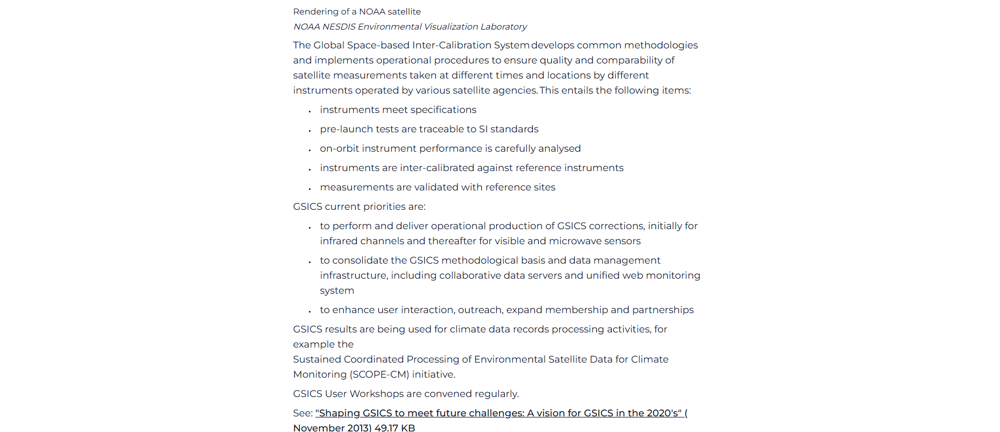 Rendering of a NOAA satellite
NOAA NESDIS Environmental Visualization Laboratory
The Global Space-based Inter-Calibration System develops common methodologies
and implements operational procedures to ensure quality and comparability of
satellite measurements taken at different times and locations by different
instruments operated by various satellite agencies. This entails the following items:
• instruments meet specifications
• pre-launch tests are traceable to SI standards
• on-orbit instrument performance is carefully analysed
• instruments are inter-calibrated against reference instruments
• measurements are validated with reference sites
GSICS current priorities are:
• to perform and deliver operational production of GSICS corrections, initially for
infrared channels and thereafter for visible and microwave sensors
• to consolidate the GSICS methodological basis and data management
infrastructure, including collaborative data servers and unified web monitoring
system
• to enhance user interaction, outreach, expand membership and partnerships
GSICS results are being used for climate data records processing activities, for
example the
Sustained Coordinated Processing of Environmental Satellite Data for Climate
Monitoring (SCOPE-CM) initiative.
GSICS User Workshops are convened regularly.
See: "Shaping GSICS to meet future challenges: A vision for GSICS in the 2020's" (
November 2013) 49.17 KB